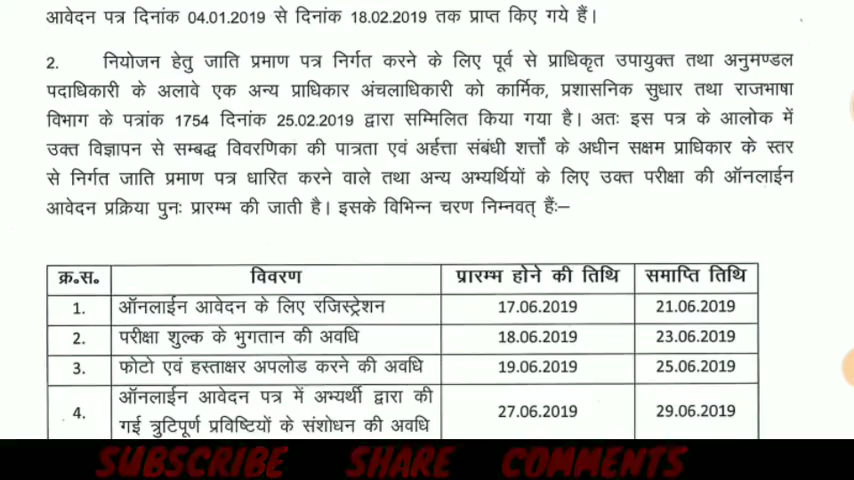 आवेदन पत्र दिनांक 04.01.2019 से दिनांक 18.02.2019 तक प्राप्त किए गये हैं।
2. नियोजन हेतु जाति प्रमाण पत्र निर्गत करने के लिए पूर्व से प्राधिकृत उपायुक्त तथा अनुमण्डल
पदाधिकारी के अलावे एक अन्य प्राधिकार अंचलाधिकारी को कार्मिक, प्रशासनिक सुधार तथा राजभाषा
विभाग के पत्रांक 1754 दिनांक 25.02.2019 द्वारा सम्मिलित किया गया है। अतः इस पत्र के आलोक में
उक्त विज्ञापन से सम्बद्ध विवरणिका की पात्रता एवं अर्हत्ता संबंधी शर्त्तों के अधीन सक्षम प्राधिकार के स्तर
से निर्गत जाति प्रमाण पत्र धारित करने वाले तथा अन्य अभ्यर्थियों के लिए उक्त परीक्षा की ऑनलाईन
आवेदन प्रक्रिया पुनः प्रारम्भ की जाती है। इसके विभिन्न चरण निम्नवत् हैं:–
क्र०स० विवरण प्रारम्भ होने की तिथि समाप्ति तिथि
1. ऑनलाईन आवेदन के लिए रजिस्ट्रेशन 17.06.2019 21.06.2019
2. परीक्षा शुल्क के भुगतान की अवधि 18.06.2019 23.06.2019
3. फोटो एवं हस्ताक्षर अपलोड करने की अवधि 19.06.2019 25.06.2019
4. ऑनलाईन आवेदन पत्र में अभ्यर्थी द्वारा की 27.06.2019 29.06.2019
गई त्रुटिपूर्ण प्रविष्टियों के संशोधन की अवधि
SUBSCRIBE SHARE COMMENTS